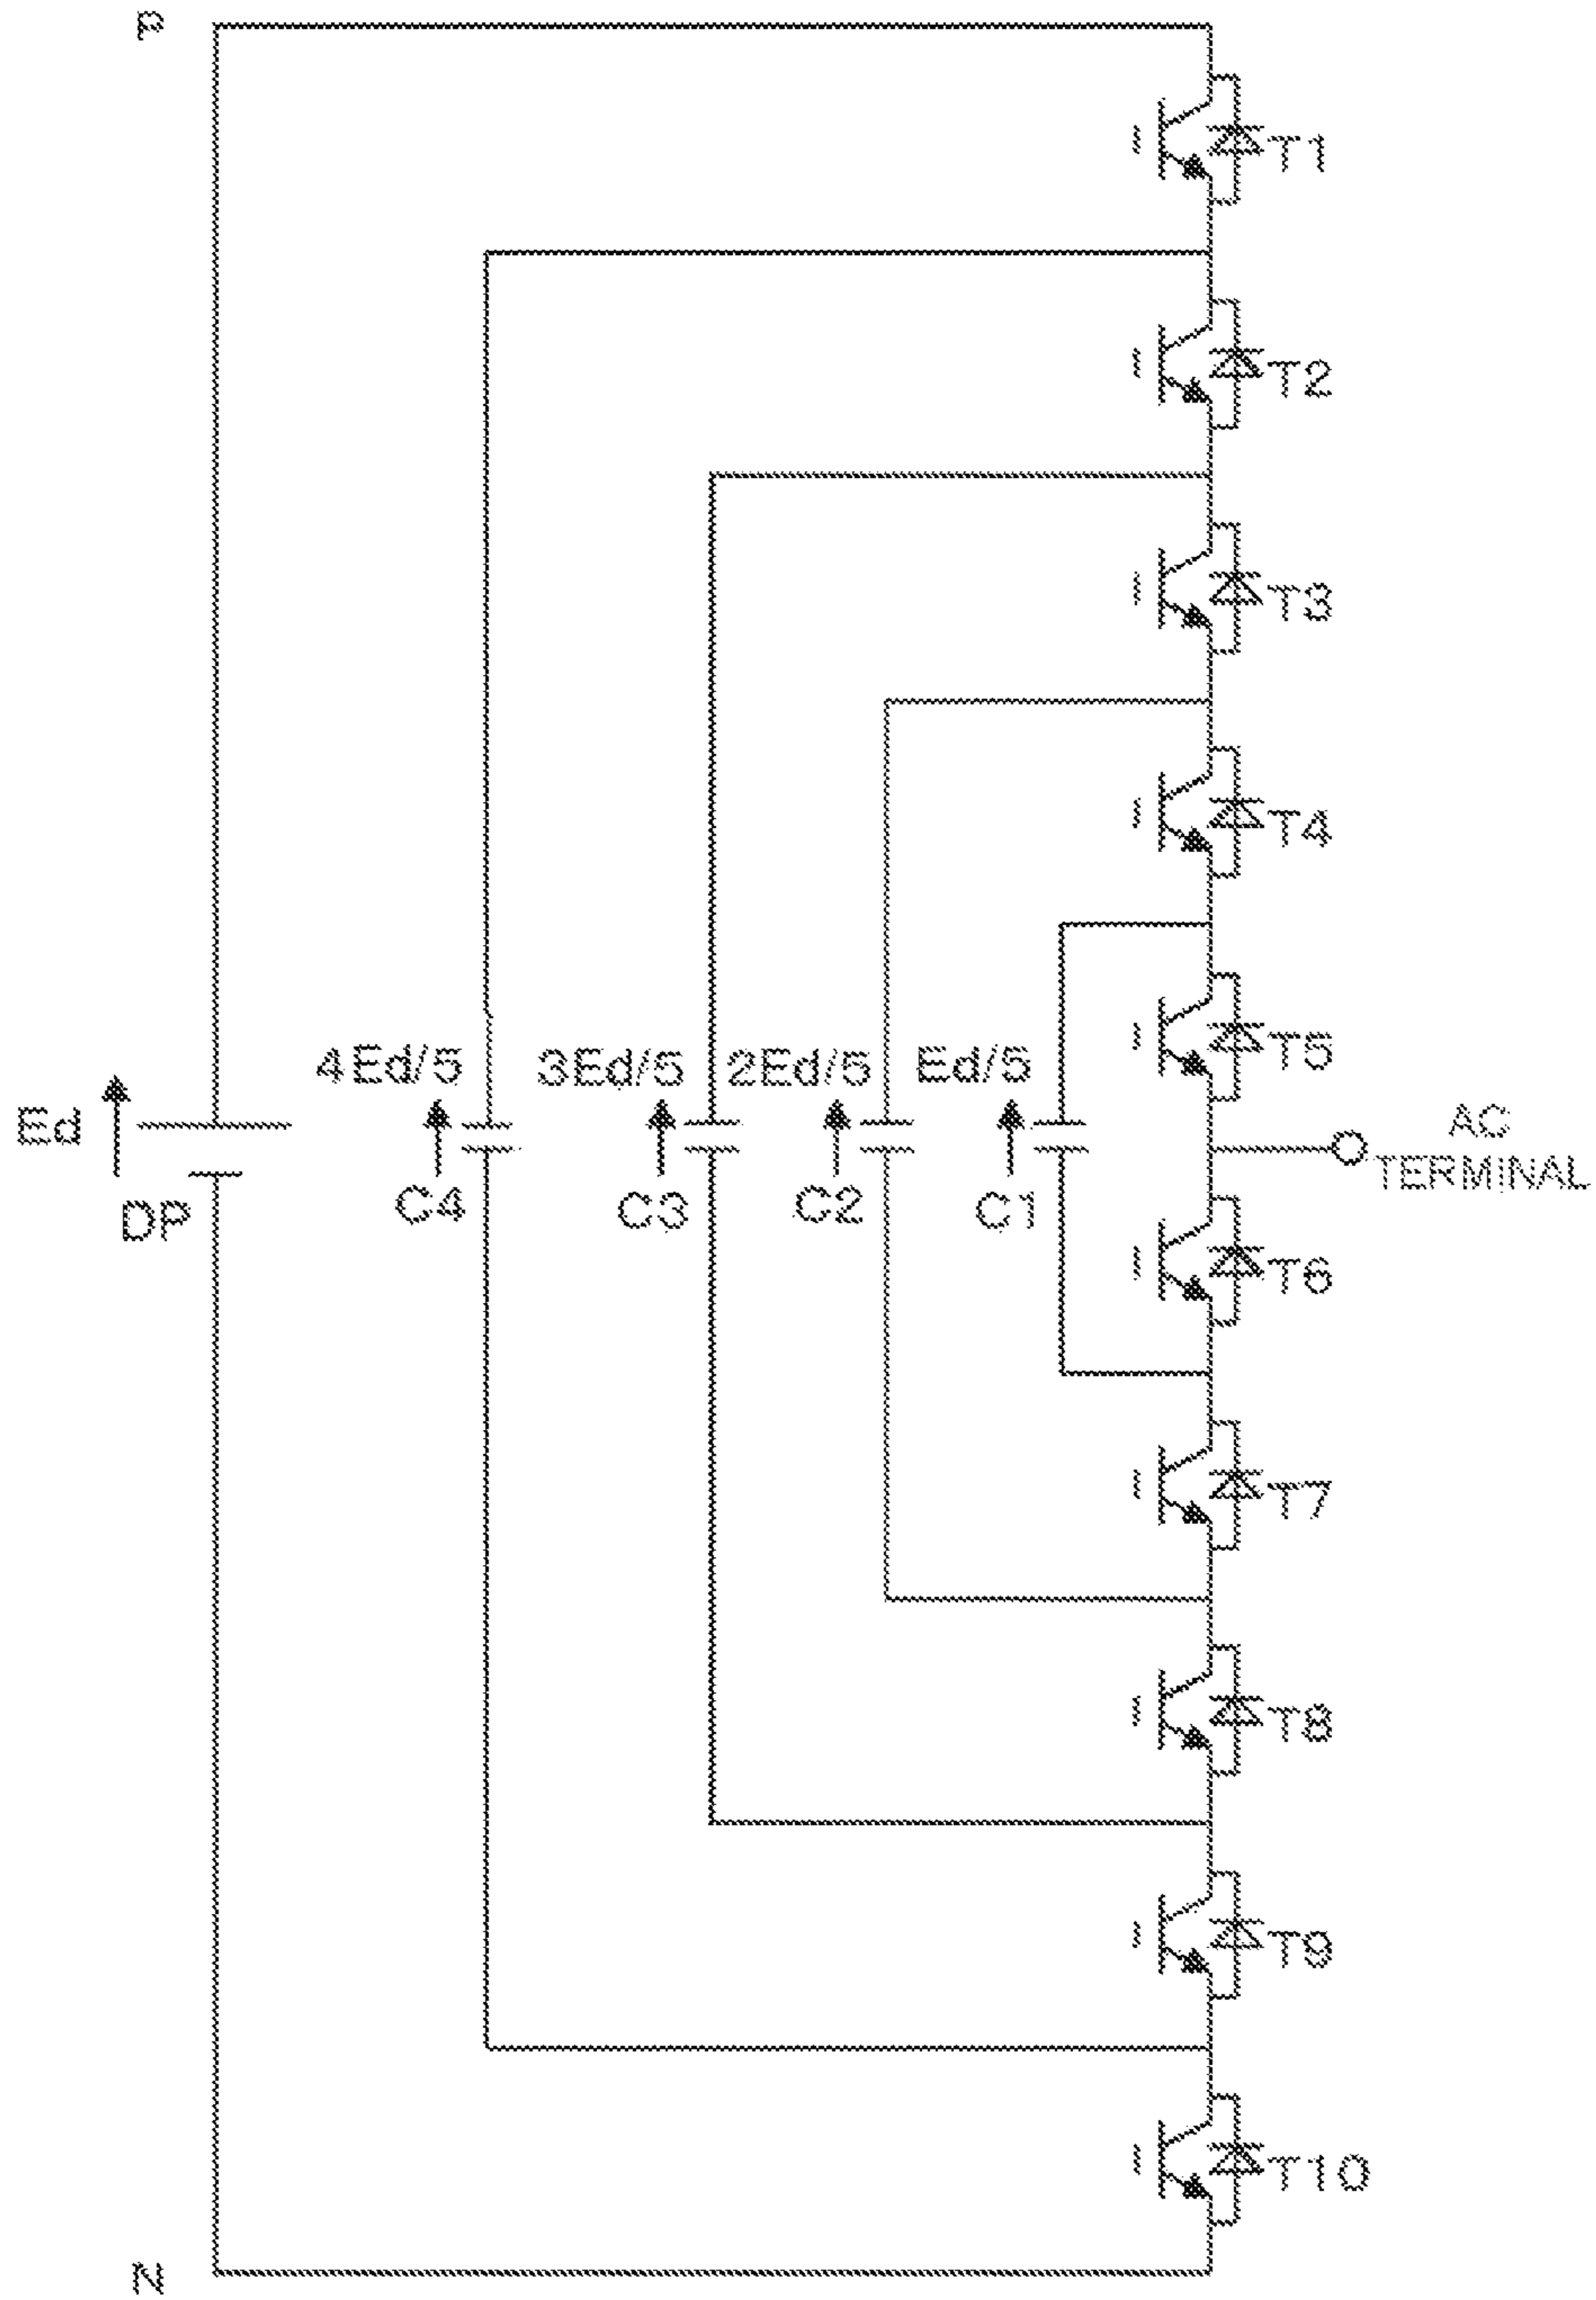 P
T1
T2
T3
T4
4Ed/5
3Ed/5
2Ed/5
Ed/5
T5
Ed
DP
C4
C3
C2
C1
AC
TERMINAL
T6
T7
T8
T9
T10
N